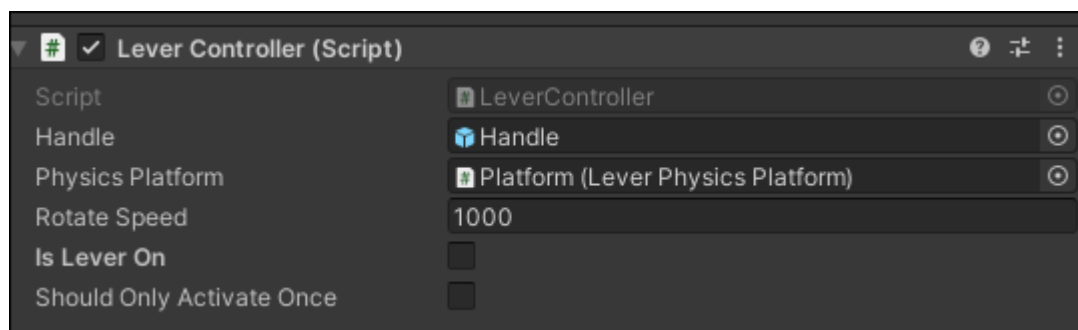 Lever Controller (Script)
Script LeverController
Handle Handle
Physics Platform Platform (Lever Physics Platform)
Rotate Speed 1000
Is Lever On
Should Only Activate Once